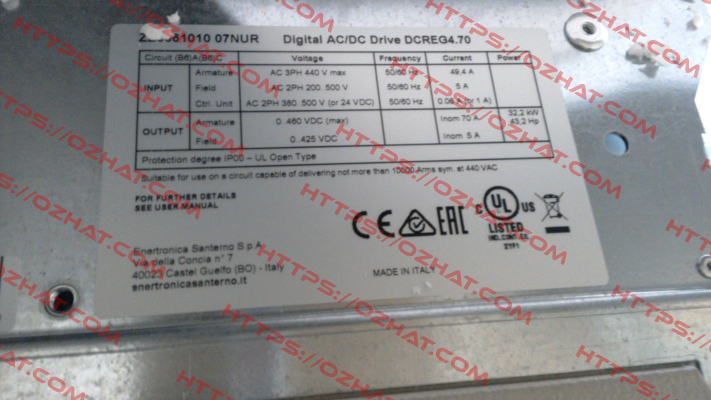 07NUR Digital AC/DC Drive DCREG4.70
Circuit (B6)A(B6)C Voltage Frequency Current Power
INPUT
Armature AC 3PH 440 V max 50/60 Hz 49,4 A
Field AC 2PH 200..500 V 50/60 Hz 5 A
Ctrl. Unit AC 2PH 380..500 V (or 24 VDC) 50/60 Hz
OUTPUT
Armature 0..460 VDC (max) Inom 70 A 32,2 kW
43,2 Hp
Field 0..425 VDC Inom 5 A
Protection degree IP00 – UL Open Type
Suitable for use on a circuit capable of delivering not more than 10000 Arms sym. at 440 VAC
FOR FURTHER DETAILS
SEE USER MANUAL
CE EAC C UL US
LISTED
IND.CONT.EQ.
Enertronica Santerno S.p.A.
Via della Concia n° 7
40023 Castel Guelfo (BO) - Italy
enertronicasanterno.it
MADE IN ITALY
HTTPS://OZHAT.COM